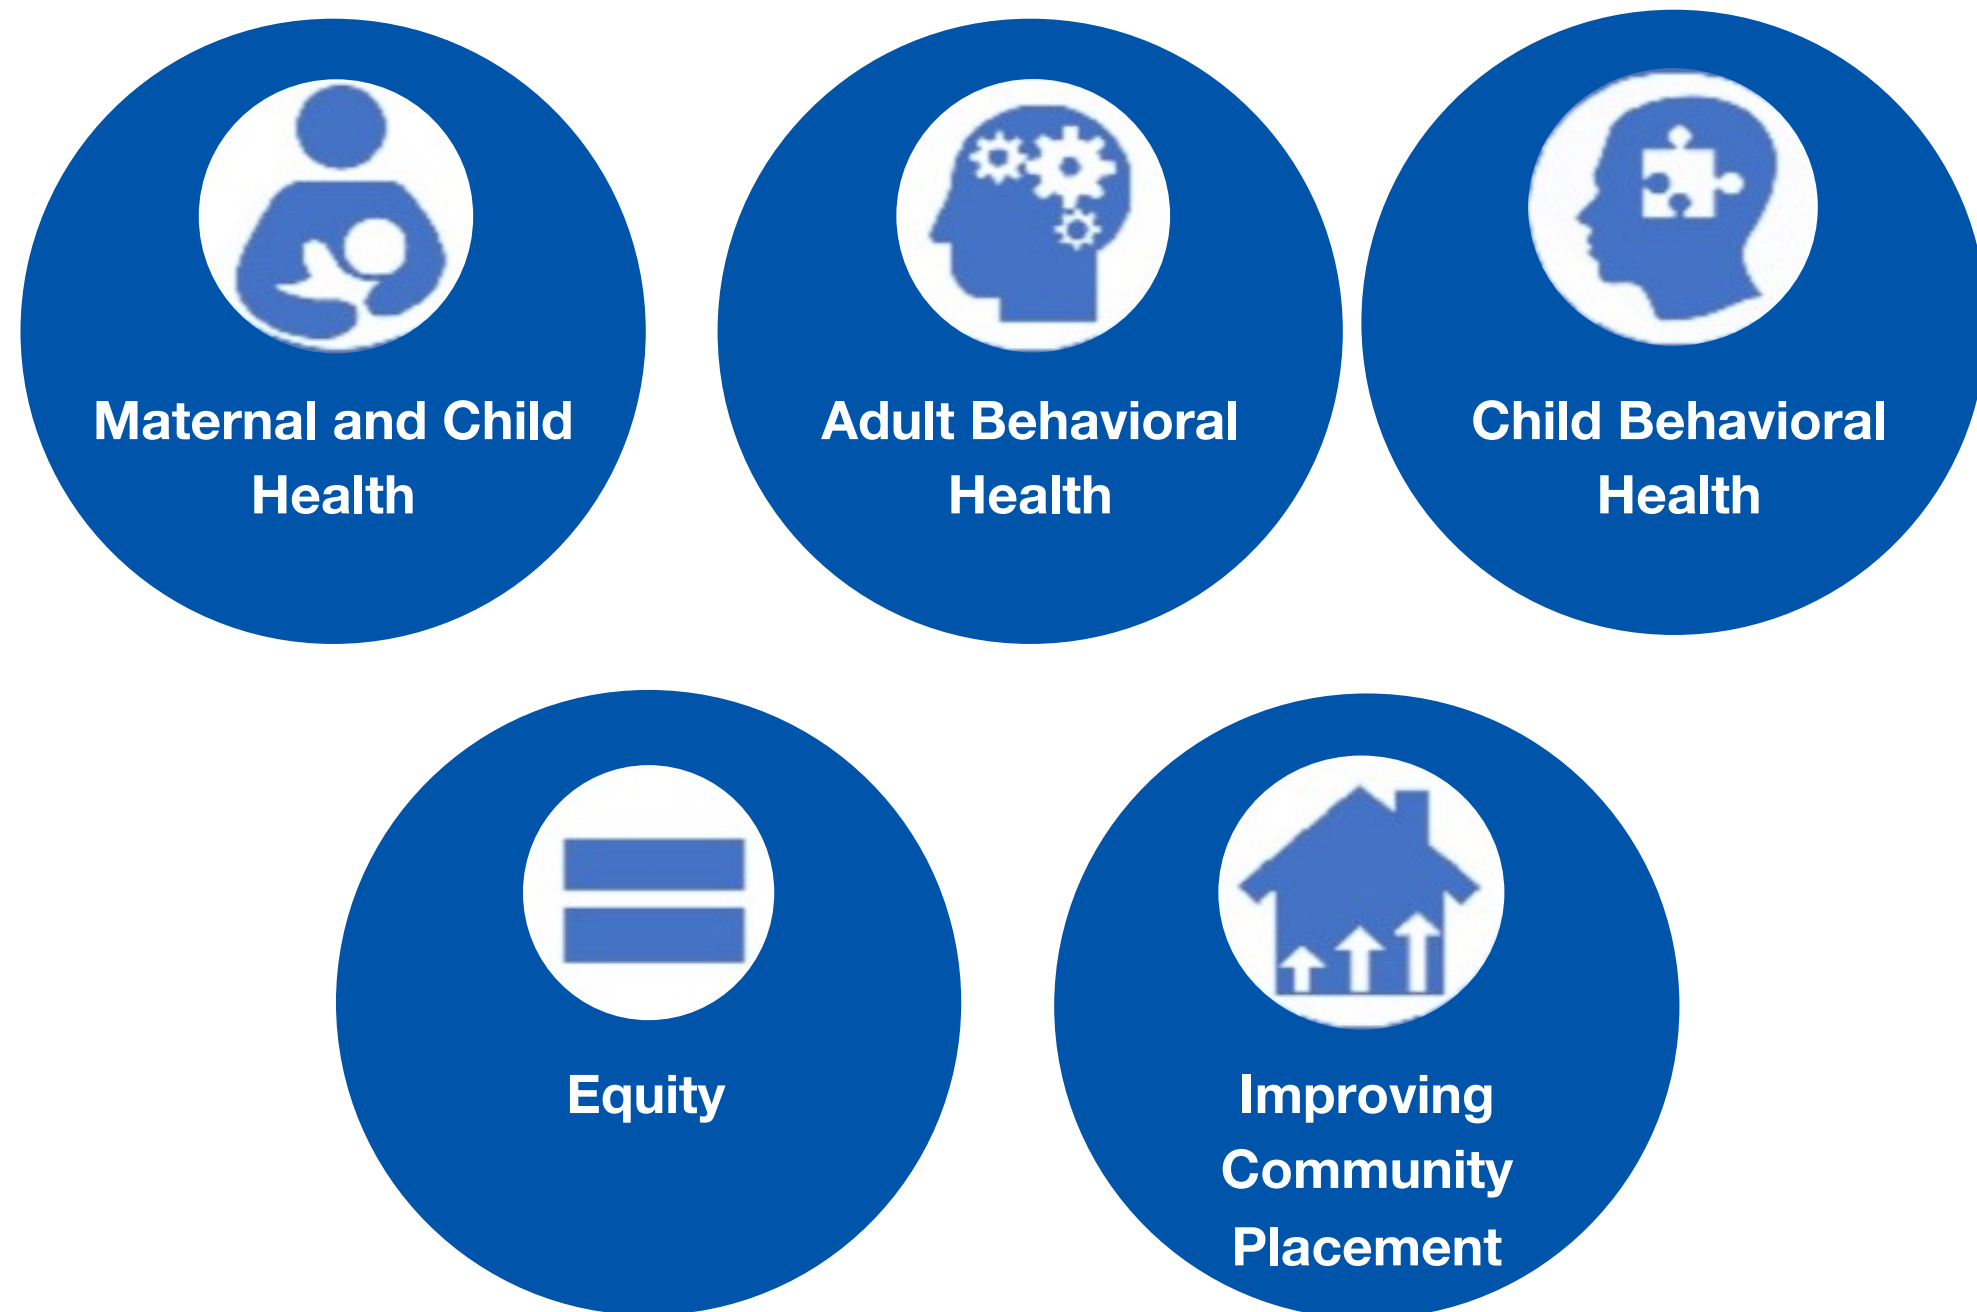 Maternal and Child
Health
Adult Behavioral
Health
Child Behavioral
Health
Equity
Improving
Community
Placement